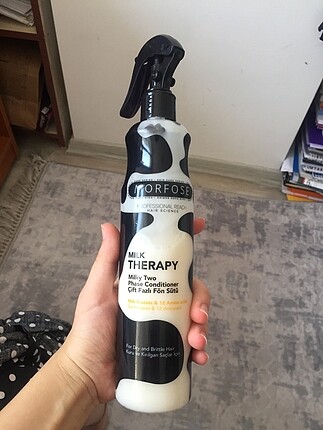 MORFOSE
PROFESSIONAL REACH
HAIR SCIENCE
MILK
THERAPY
Milky Two
Phase Conditioner
Çift Fazlı Fön Sütü
For Dry and Brittle Hair
Kuru ve Kırılgan Saçlar İçin